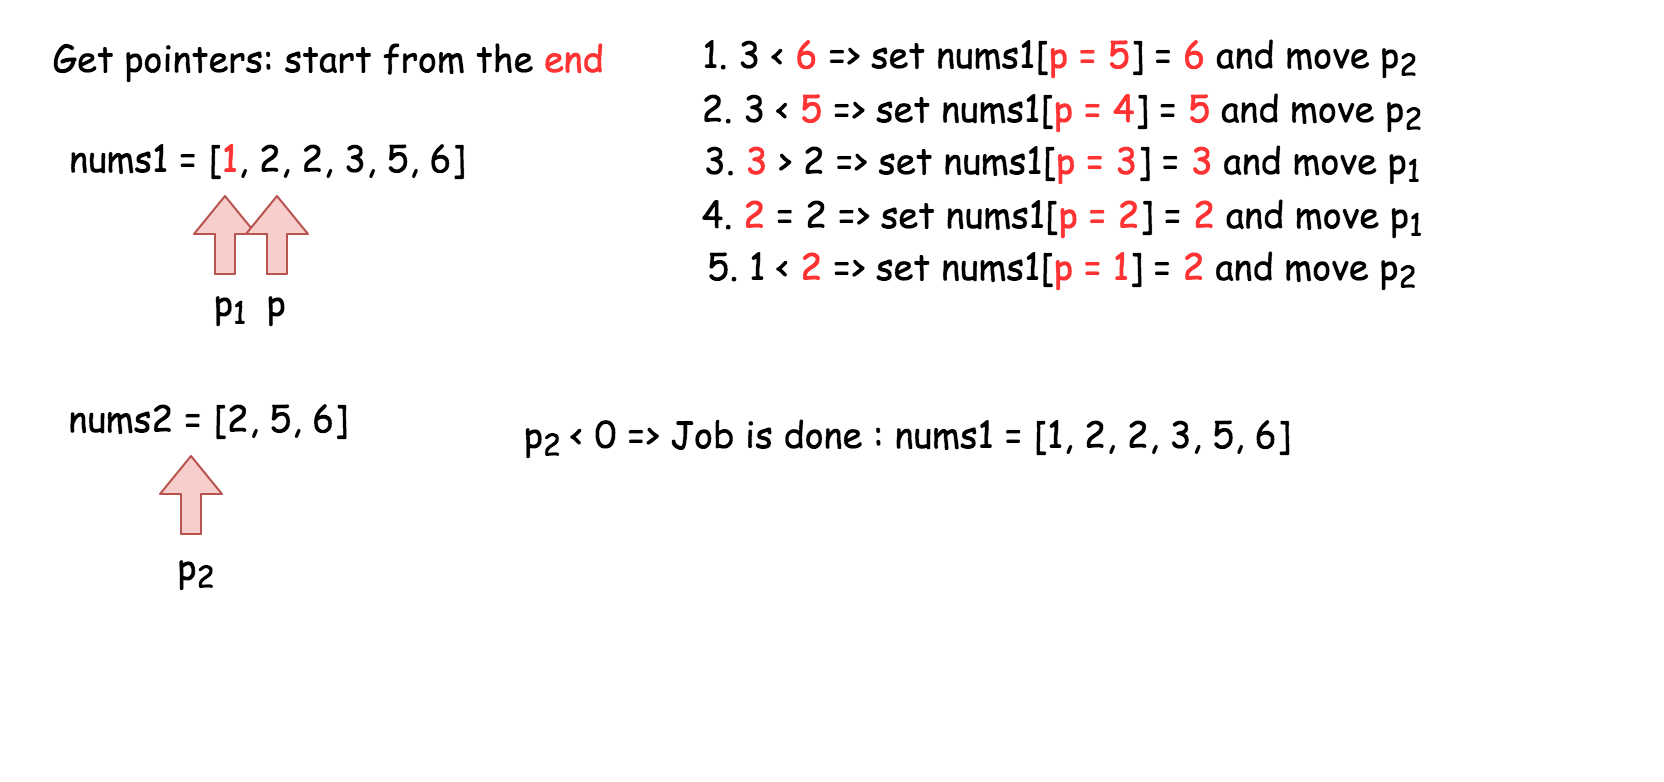 Get pointers: start from the end
nums1 = [1, 2, 2, 3, 5, 6]
p1 p
nums2 = [2, 5, 6]
p2
1. 3 < 6 => set nums1[p = 5] = 6 and move p2
2. 3 < 5 => set nums1[p = 4] = 5 and move p2
3. 3 > 2 => set nums1[p = 3] = 3 and move p1
4. 2 = 2 => set nums1[p = 2] = 2 and move p1
5. 1 < 2 => set nums1[p = 1] = 2 and move p2
p2 < 0 => Job is done : nums1 = [1, 2, 2, 3, 5, 6]